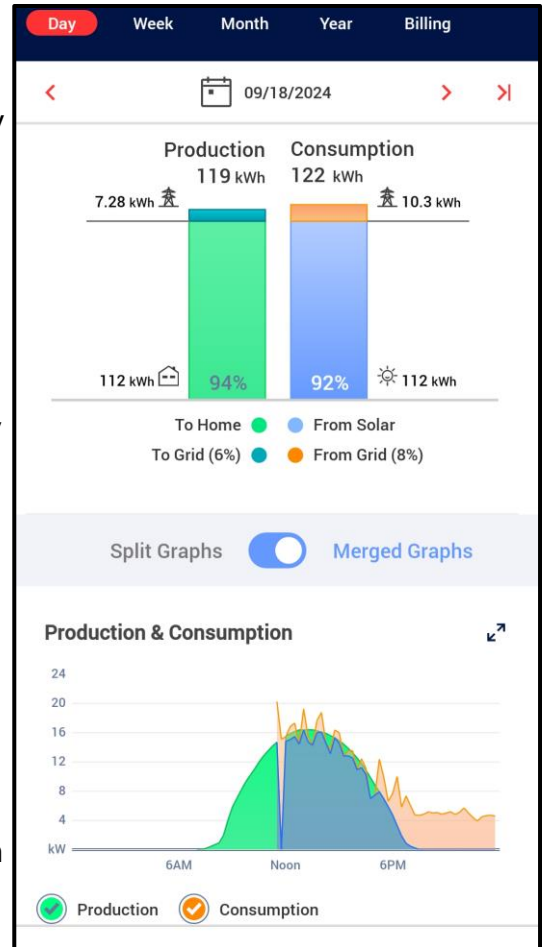 Day Week Month Year Billing
09/18/2024
Production Consumption
119 kWh 122 kWh
7.28 kWh 10.3 kWh
112 kWh 94% 92% 112 kWh
To Home From Solar
To Grid (6%) From Grid (8%)
Split Graphs Merged Graphs
Production & Consumption
24
20
16
12
8
4
kW
6AM Noon 6PM
Production Consumption